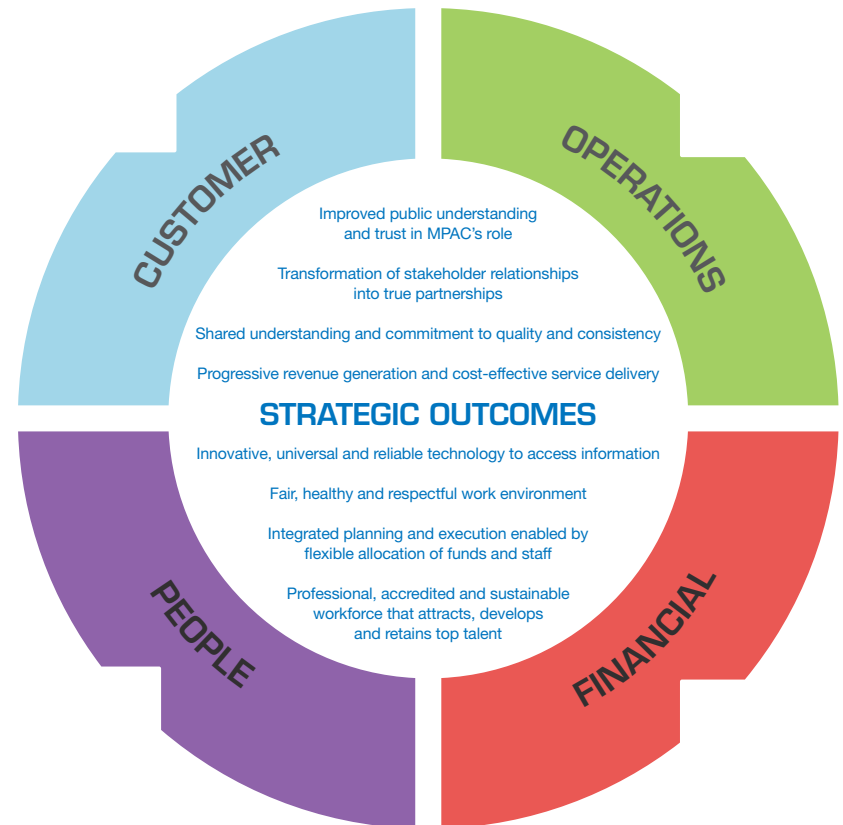 CUSTOMER
OPERATIONS
Improved public understanding
and trust in MPAC's role
Transformation of stakeholder relationships
into true partnerships
Shared understanding and commitment to quality and consistency
Progressive revenue generation and cost-effective service delivery
STRATEGIC OUTCOMES
Innovative, universal and reliable technology to access information
Fair, healthy and respectful work environment
Integrated planning and execution enabled by
flexible allocation of funds and staff
Professional, accredited and sustainable
workforce that attracts, develops
and retains top talent
PEOPLE
FINANCIAL